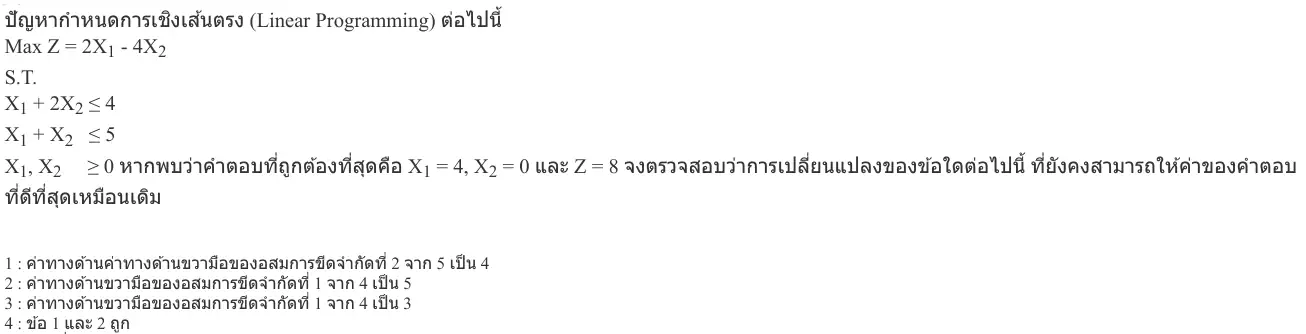 ปัญหากำหนดการเชิงเส้นตรง (Linear Programming) ต่อไปนี้
Max Z = 2X1 - 4X2
S.T.
X1 + 2X2 ≤ 4
X1 + X2 ≤ 5
X1, X2 ≥ 0 หากพบว่าคำตอบที่ถูกต้องที่สุดคือ X1 = 4, X2 = 0 และ Z = 8 จงตรวจสอบว่าการเปลี่ยนแปลงของข้อใดต่อไปนี้ ที่ยังคงสามารถให้ค่าของคำตอบ
ที่ดีที่สุดเหมือนเดิม
1 : ค่าทางด้านค่าทางด้านขวามือของอสมการขีดจำกัดที่ 2 จาก 5 เป็น 4
2 : ค่าทางด้านขวามือของอสมการขีดจำกัดที่ 1 จาก 4 เป็น 5
3 : ค่าทางด้านขวามือของอสมการขีดจำกัดที่ 1 จาก 4 เป็น 3
4 : ข้อ 1 และ 2 ถูก